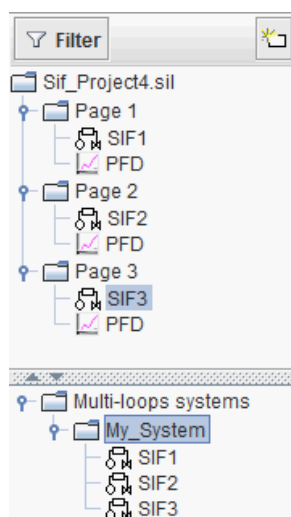 Filter
Sif_Project4.sil
Page 1
SIF1
PFD
Page 2
SIF2
PFD
Page 3
SIF3
PFD
Multi-loops systems
My_System
SIF1
SIF2
SIF3